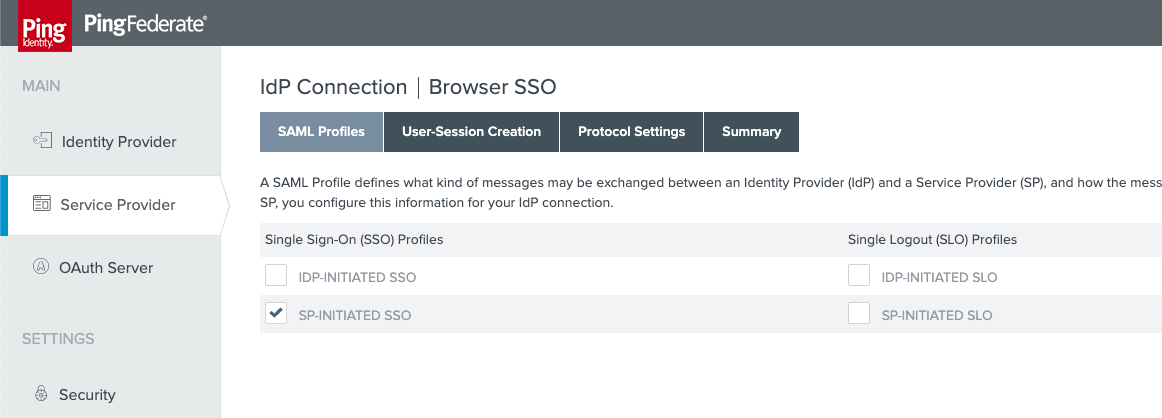 Ping
Identity.
PingFederate®
MAIN
Identity Provider
Service Provider
OAuth Server
SETTINGS
Security
IdP Connection | Browser SSO
SAML Profiles User-Session Creation Protocol Settings Summary
A SAML Profile defines what kind of messages may be exchanged between an Identity Provider (IdP) and a Service Provider (SP), and how the mess
SP, you configure this information for your IdP connection.
Single Sign-On (SSO) Profiles Single Logout (SLO) Profiles
IDP-INITIATED SSO IDP-INITIATED SLO
SP-INITIATED SSO SP-INITIATED SLO